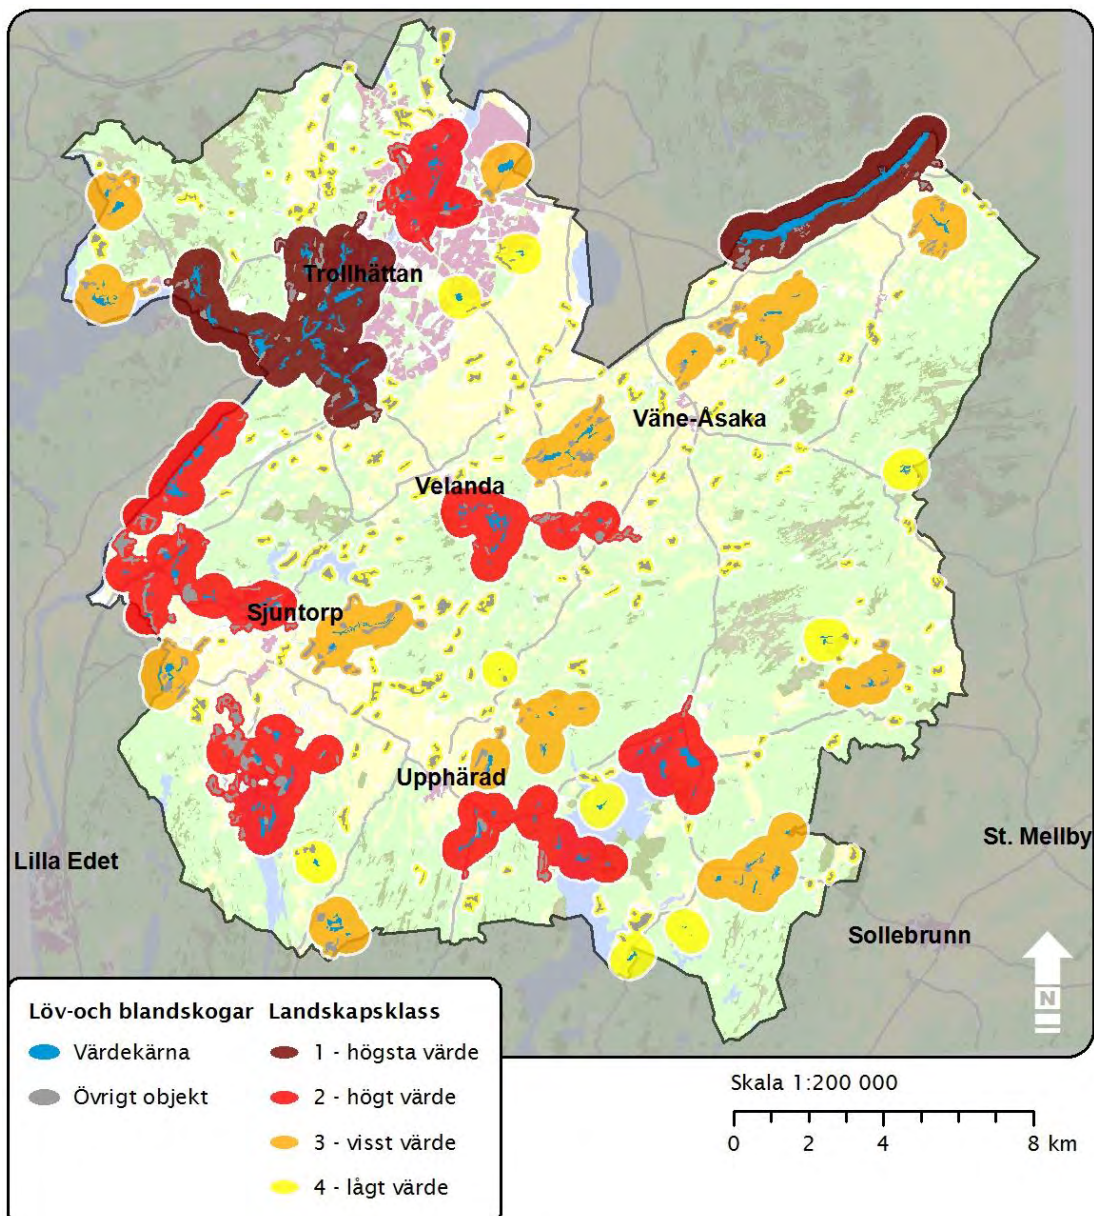 Trollhättan
Väne-Åsaka
Velanda
Sjuntorp
Upphärad
St. Mellby
Lilla Edet
Sollebrunn
N
Löv-och blandskogar
Värdekärna
Övrigt objekt
Landskapsklass
1 - högsta värde
2 - högt värde
3 - visst värde
4 - lågt värde
Skala 1:200 000
0 2 4 8 km